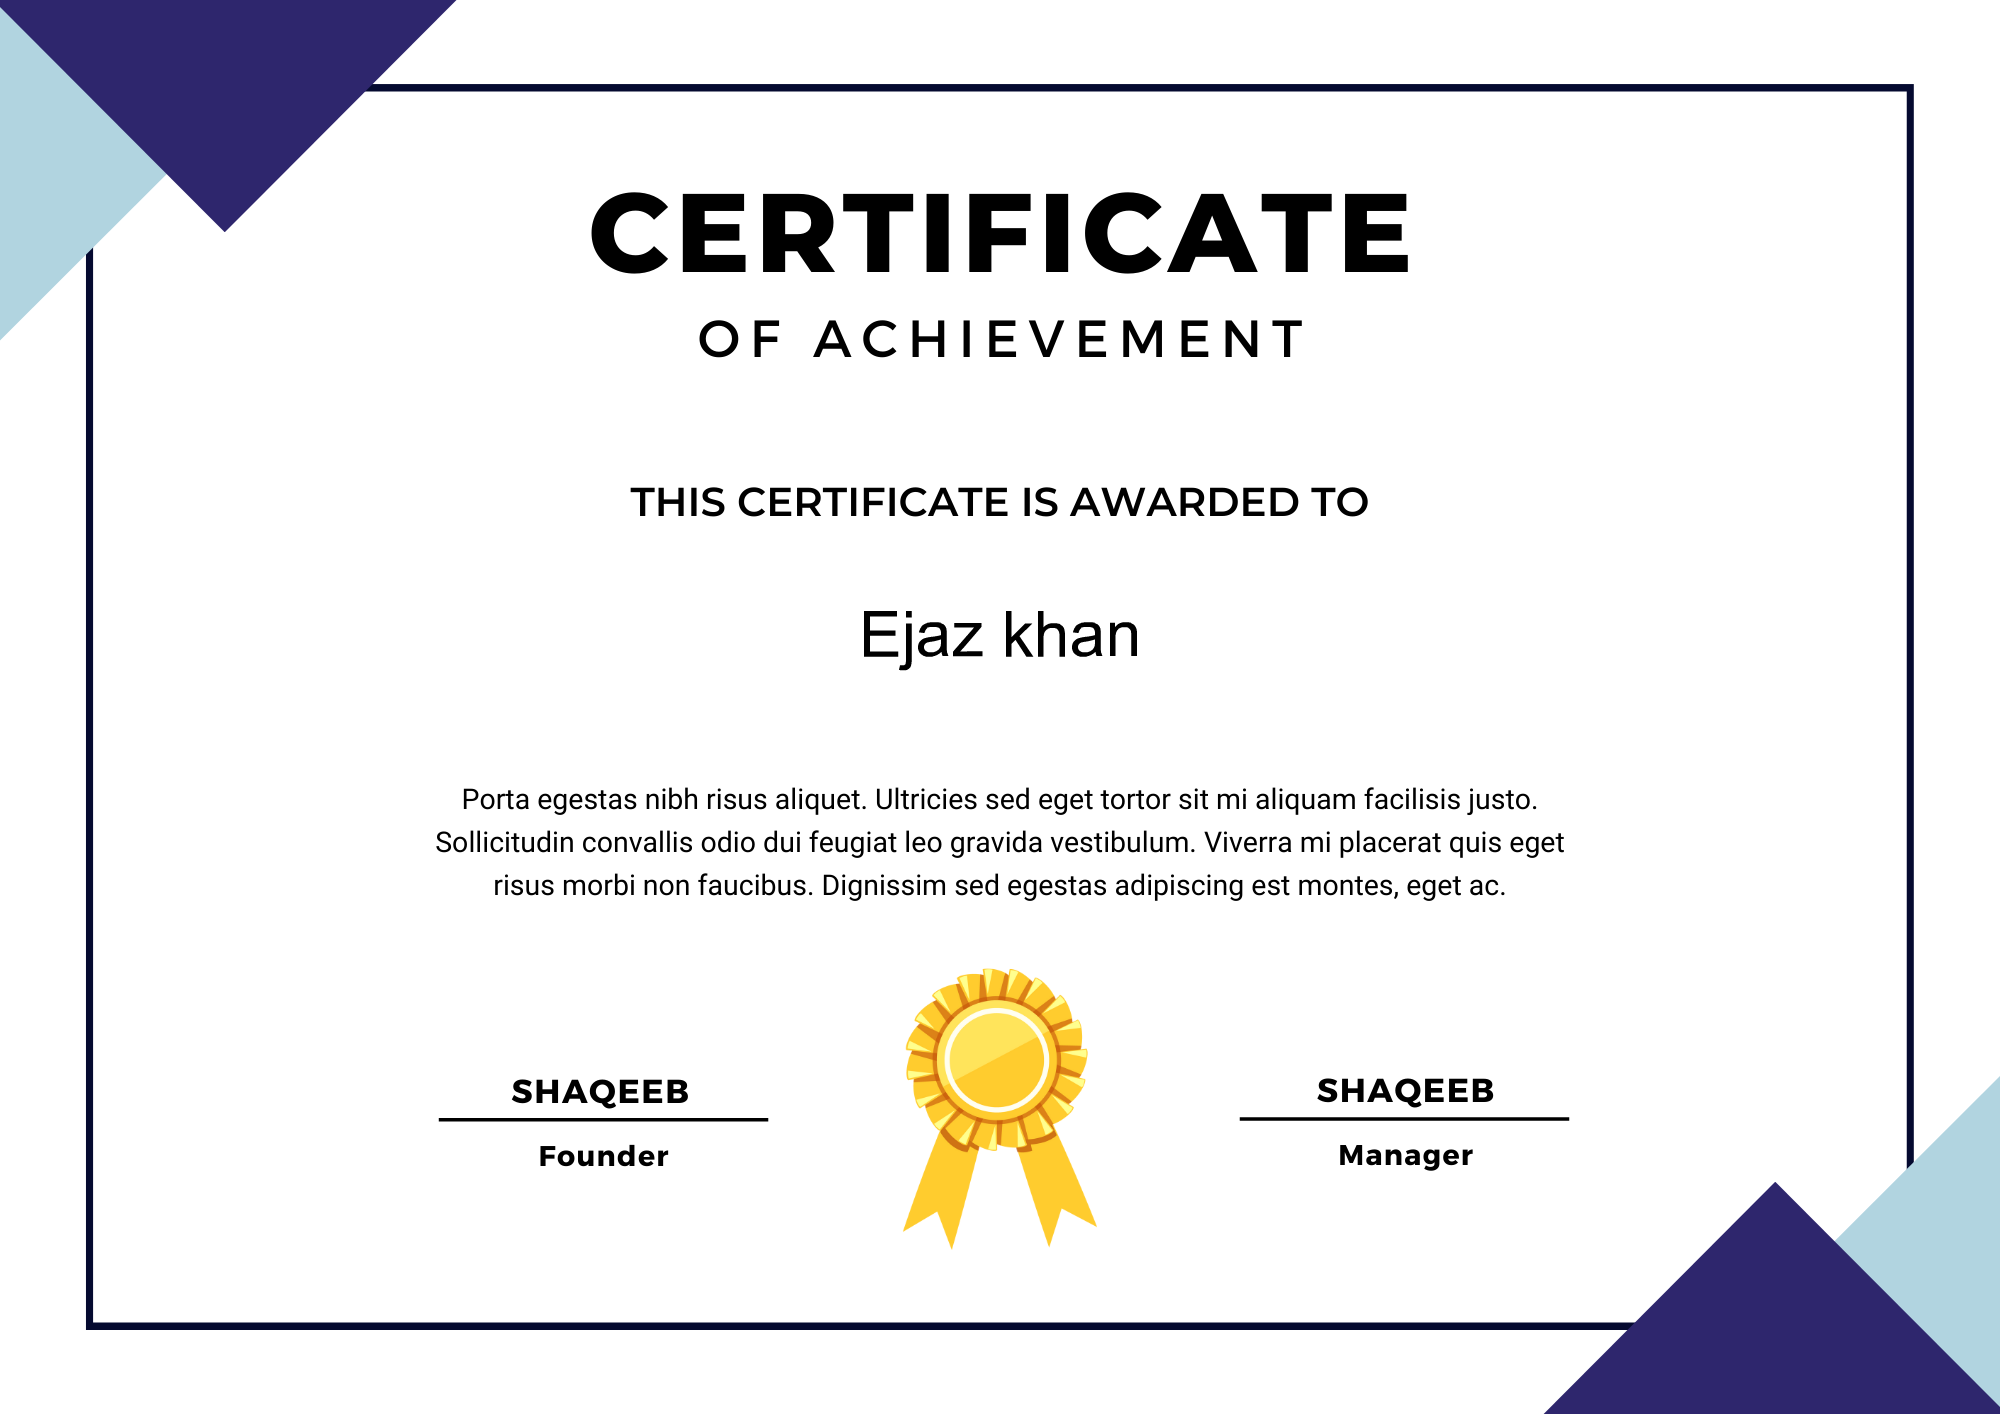 CERTIFICATE
OF ACHIEVEMENT
THIS CERTIFICATE IS AWARDED TO
Ejaz khan
Porta egestas nibh risus aliquet. Ultricies sed eget tortor sit mi aliquam facilisis justo.
Sollicitudin convallis odio dui feugiat leo gravida vestibulum. Viverra mi placerat quis eget
risus morbi non faucibus. Dignissim sed egestas adipiscing est montes, eget ac.
SHAQEEB
Founder
SHAQEEB
Manager